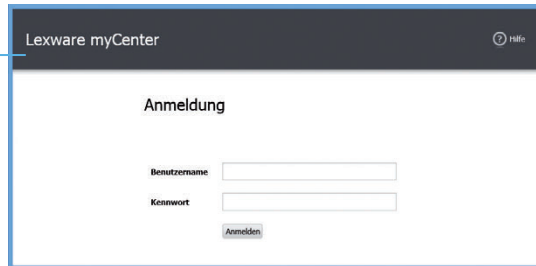 Lexware myCenter
Hilfe
Anmeldung
Benutzername
Kennwort
Anmelden